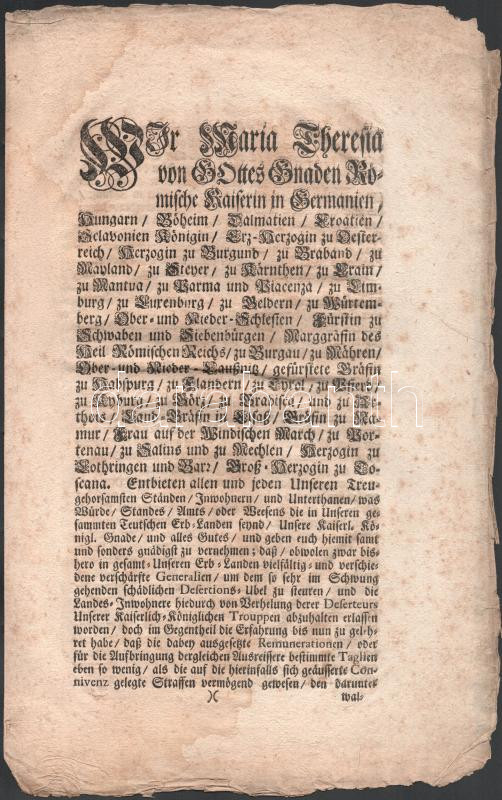 WIr Maria Theresia
von GOttes Gnaden Rö-
mische Kaiserin in Germanien/
Hungarn/ Böheim/ Dalmatien/ Croatien/
Sclavonien Königin/ Erz-Herzogin zu Oester-
reich/ Herzogin zu Burgund/ zu Braband/ zu
Mayland/ zu Steyer/ zu Kärnthen/ zu Crain/
zu Mantua/ zu Parma und Piacenza/ zu Lim-
burg/ zu Luxenburg/ zu Geldern/ zu Würtem-
berg/ Ober- und Nieder-Schlesien/ Fürstin zu
Schwaben und Siebenbürgen/ Marggräfin des
Heil. Römischen Reichs/ zu Burgau/ zu Mähren/
Ober- und Nieder-Laußnitz/ gefürstete Gräfin
zu Habspurg/ zu Flandern/ zu Tyrol/ zu Pfierd/
zu Kyburg/ zu Görz/ zu Gradisca/ und zu Ar-
thois/ Land-Gräfin in Elsaß/ Gräfin zu Na-
mur/ Frau auf der Windischen March/ zu Por-
tenau/ zu Salins und zu Mechlen/ Herzogin zu
Lothringen und Bar/ Groß-Herzogin zu To-
scana. Entbieten allen und jeden Unseren Treu-
gehorsamsten Ständen/ Inwohnern/ und Unterthanen/ was
Würde/ Standes/ Amts/ oder Weesens die in Unseren ge-
sammten Teutschen Erb-Landen seynd/ Unsere Kaiserl. Kö-
nigl. Gnade/ und alles Gutes/ und geben euch hiemit samt
und sonders gnädigst zu vernehmen; daß/ obwolen zwar bis-
hero in gesamt-Unseren Erb-Landen vielfältig- und verschie-
dene verschärfte Generalien/ um dem so sehr im Schwung
gehenden schädlichen Desertions-Ubel zu steuren/ und die
Landes-Inwohnere hiedurch von Verhelung derer Deserteurs
Unserer Kaiserlich-Königlichen Trouppen abzuhalten erlassen
worden/ doch im Gegentheil die Erfahrung bis nun zu geleh-
ret habe/ daß die dabey ausgesetzte Remunerationen/ oder
für die Aufbringung dergleichen Ausreissere bestimmte Taglien
eben so wenig/ als die auf die hierinfalls sich geäusserte Con-
nivenz gelegte Straffen vermögend gewesen/ den darunter
)( wal-
darabanth